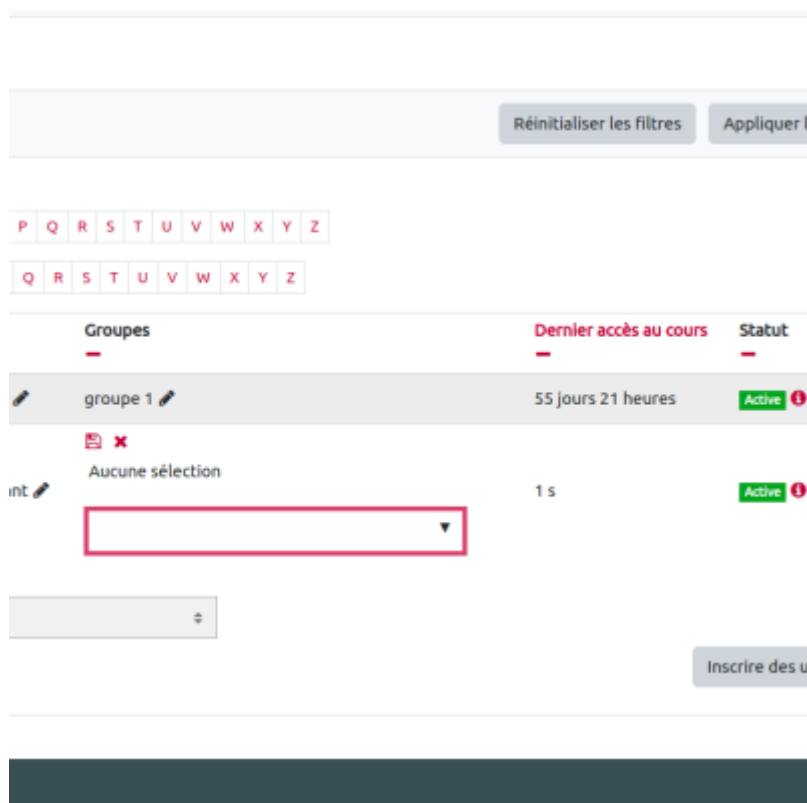 Réinitialiser les filtres Appliquer
P Q R S T U V W X Y Z
Q R S T U V W X Y Z
Groupes Dernier accès au cours Statut
groupe 1 55 jours 21 heures Active
Aucune sélection
nt 1 s Active
Inscrire des